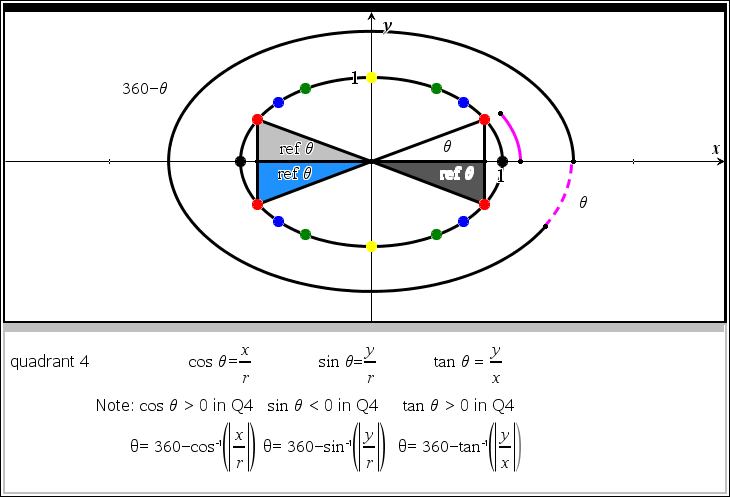 y
1
360−θ
ref θ θ
x
ref θ ref θ 1
θ
quadrant 4 cos θ=x/r sin θ=y/r tan θ = y/x
Note: cos θ > 0 in Q4 sin θ < 0 in Q4 tan θ > 0 in Q4
θ= 360−cos⁻¹(|x/r|) θ= 360−sin⁻¹(|y/r|) θ= 360−tan⁻¹(|y/x|)